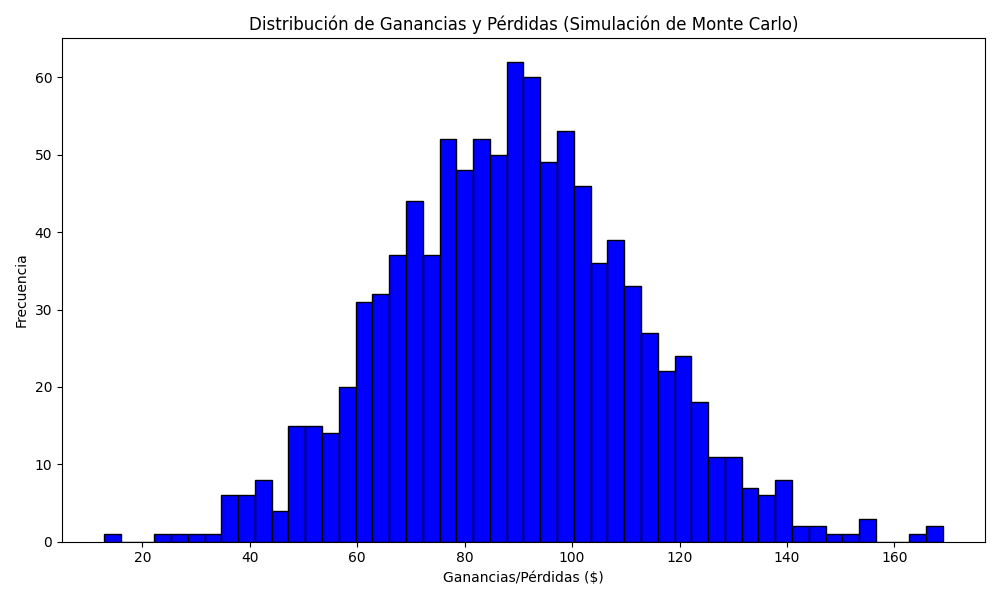 Distribución de Ganancias y Pérdidas (Simulación de Monte Carlo)
60
50
40
30
20
10
0
Frecuencia
20 40 60 80 100 120 140 160
Ganancias/Pérdidas ($)